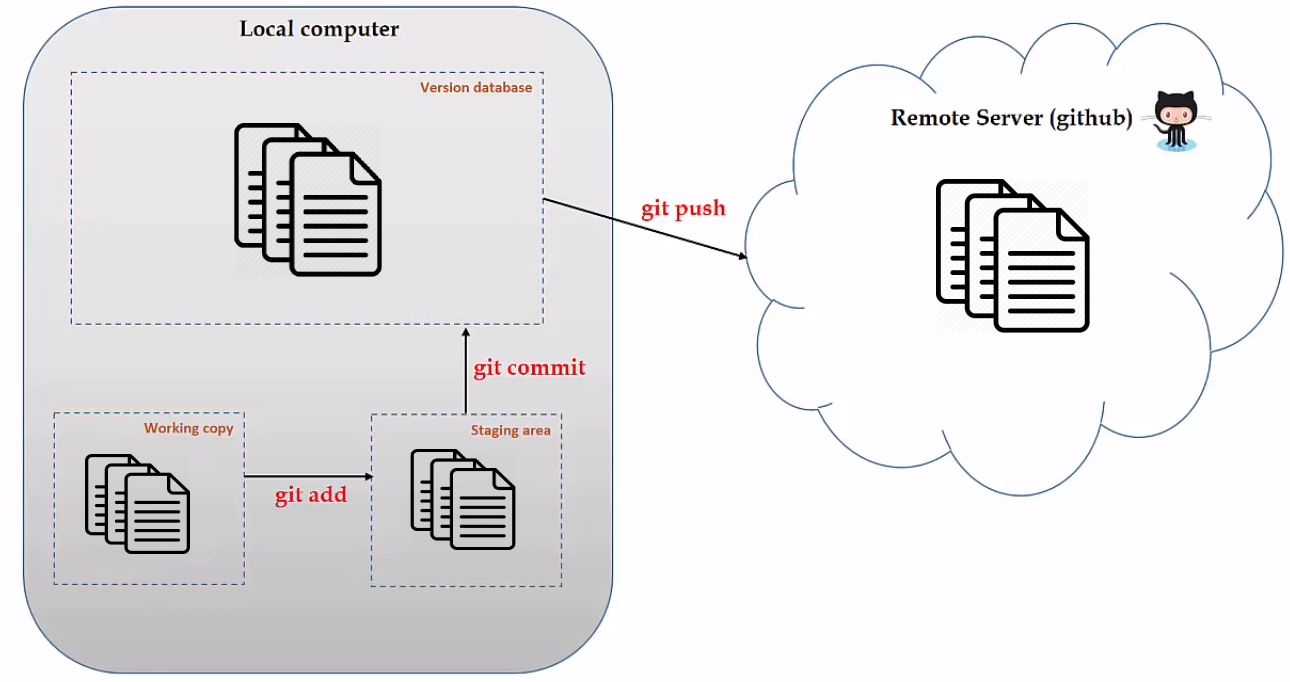 Local computer
Version database
Remote Server (github)
git push
git commit
Working copy
Staging area
git add